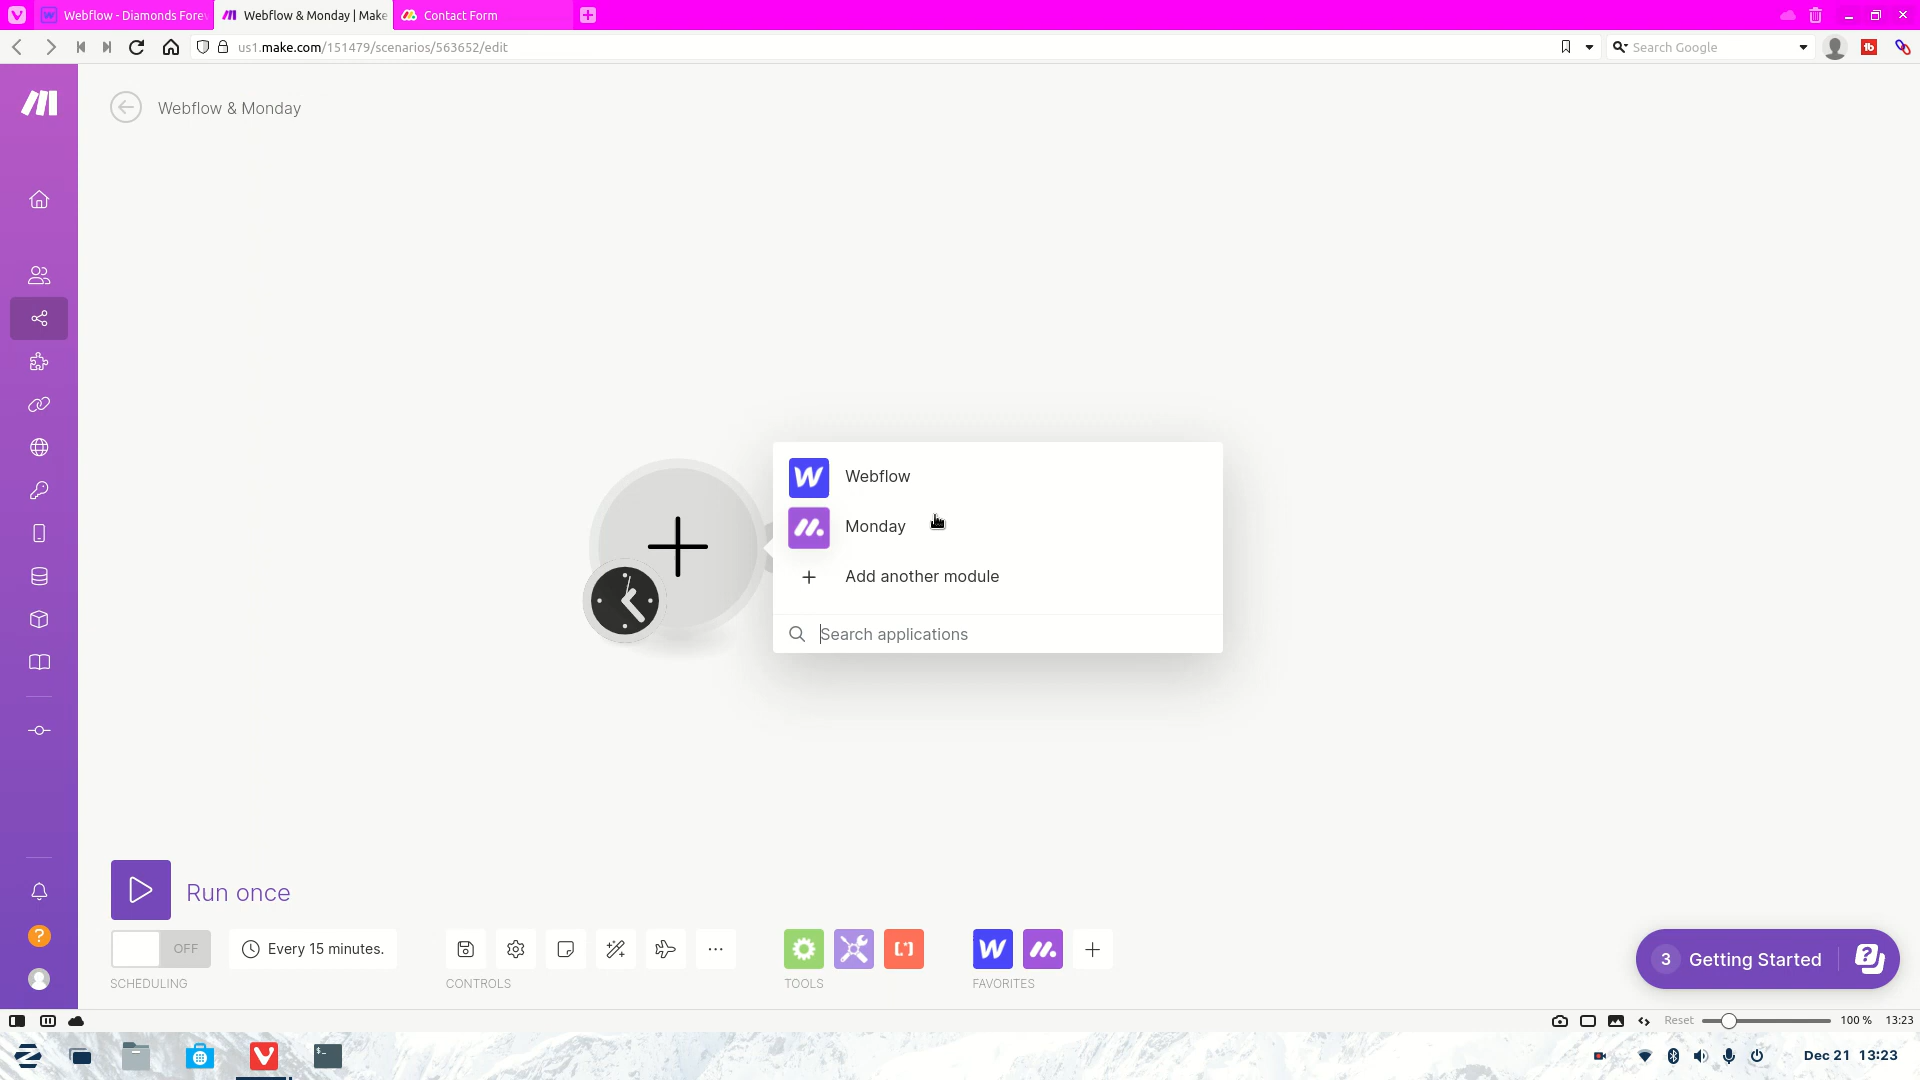 Webflow - Diamonds Forev
Webflow & Monday | Make
Contact Form
us1.make.com/151479/scenarios/563652/edit
Search Google
Webflow & Monday
Webflow
Monday
Add another module
Search applications
Run once
OFF
Every 15 minutes.
SCHEDULING
CONTROLS
TOOLS
FAVORITES
3 Getting Started
Reset
100 %
13:23
Dec 21 13:23